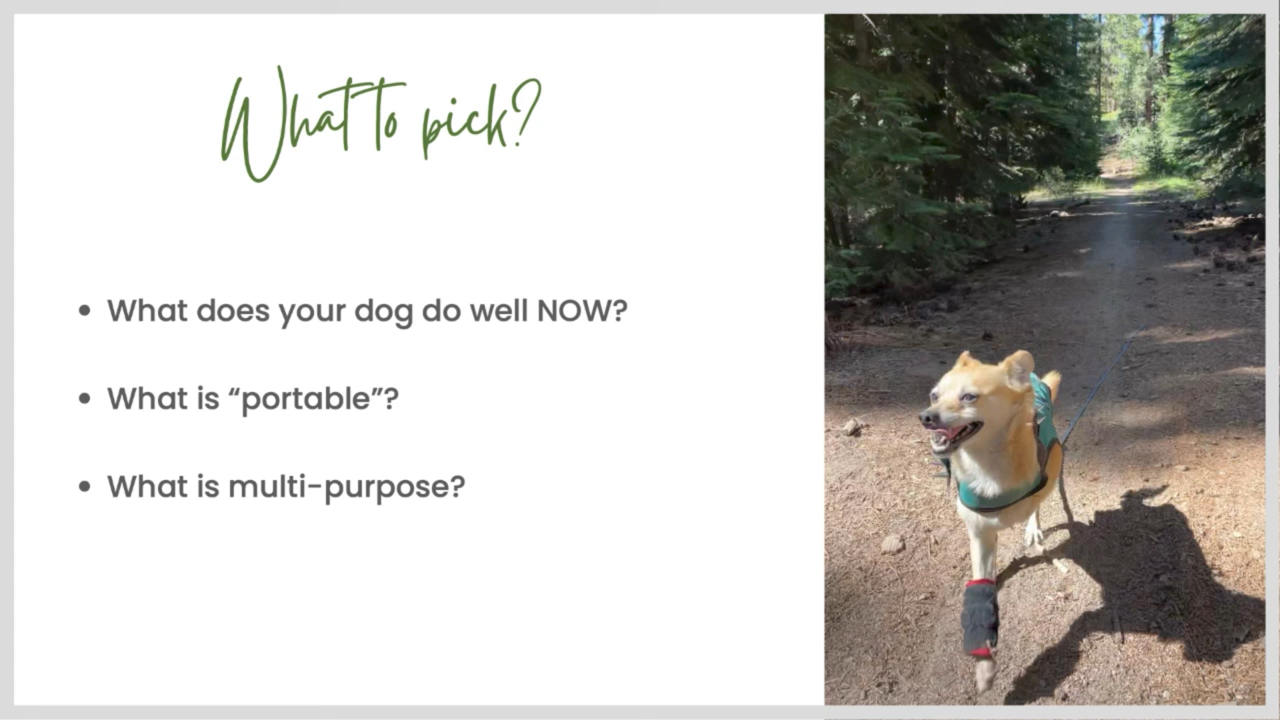 What to pick?
• What does your dog do well NOW?
• What is “portable”?
• What is multi-purpose?